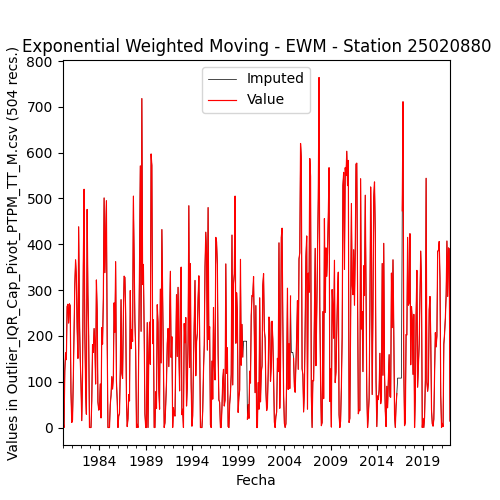 Exponential Weighted Moving - EWM - Station 25020880
Imputed
Value
Values in Outlier_IQR_Cap_Pivot_PTPM_TT_M.csv (504 recs.)
800
700
600
500
400
300
200
100
0
1984 1989 1994 1999 2004 2009 2014 2019
Fecha